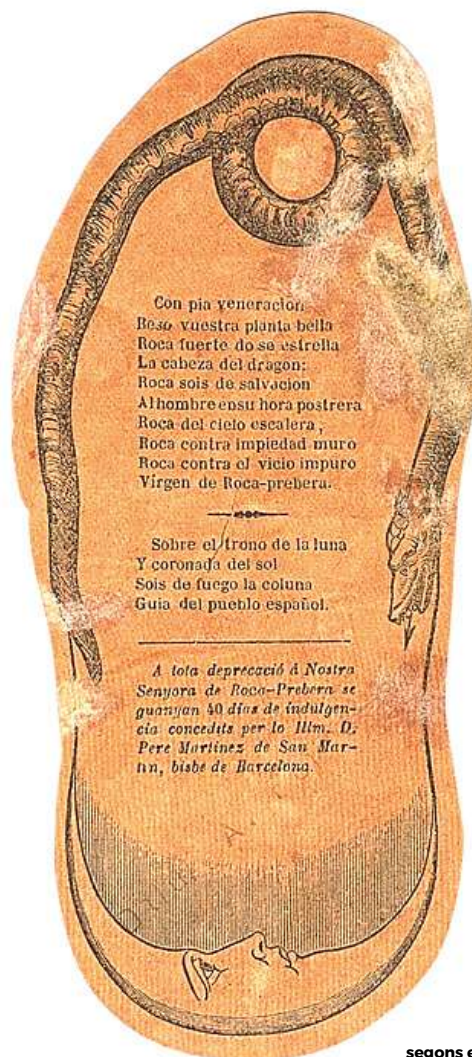 Con pia veneracion
Beso vuestra planta bella
Roca fuerte do se estrella
La cabeza del dragon:
Roca sois de salvacion
Al hombre ensu hora postrera
Roca del cielo escalera,
Roca contra impiedad muro
Roca contra el vicio impuro
Vírgen de Roca-prebera.
Sobre el trono de la luna
Y coronada del sol
Sois de fuego la coluna
Guia del pueblo español.
A tota deprecació á Nostra
Senyora de Roca-Prebera se
guanyan 40 dias de indulgen-
cia concedits per lo Illm. D.
Pere Martinez de San Mar-
tin, bisbe de Barcelona.
segons